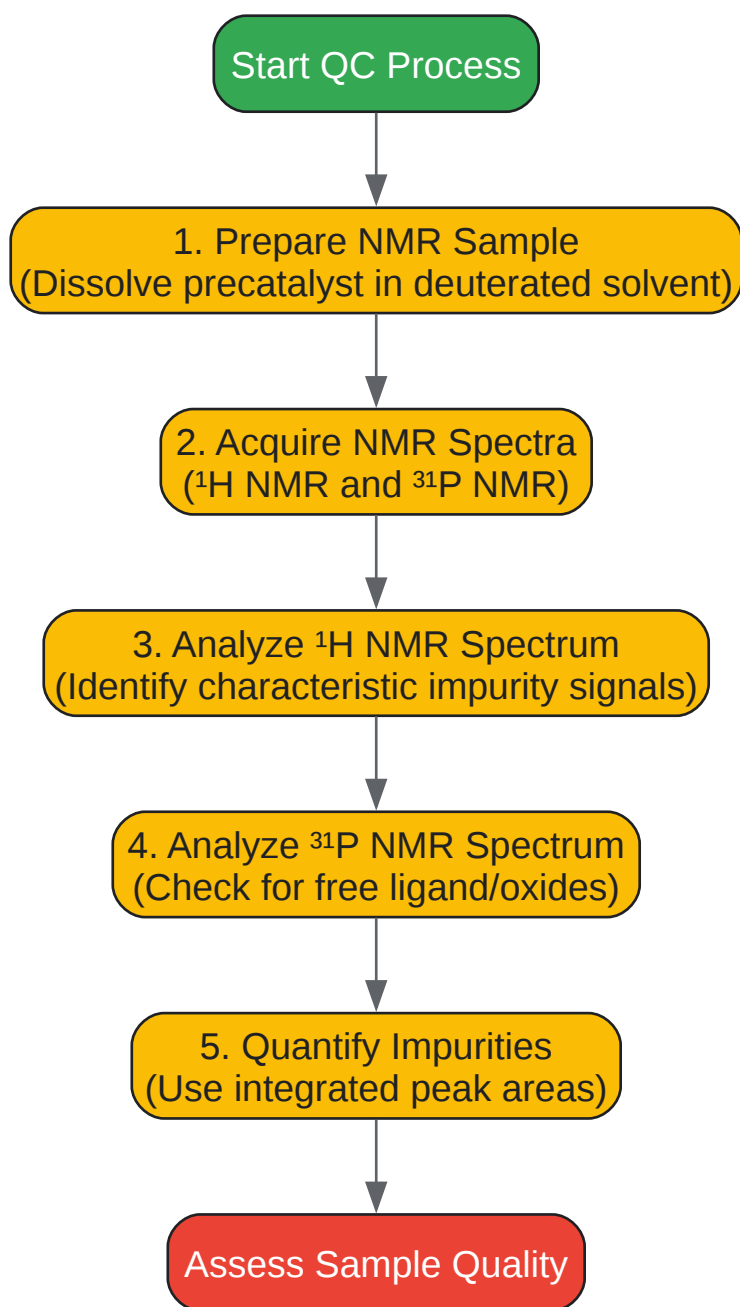 Start QC Process
1. Prepare NMR Sample
(Dissolve precatalyst in deuterated solvent)
2. Acquire NMR Spectra
(¹H NMR and ³¹P NMR)
3. Analyze ¹H NMR Spectrum
(Identify characteristic impurity signals)
4. Analyze ³¹P NMR Spectrum
(Check for free ligand/oxides)
5. Quantify Impurities
(Use integrated peak areas)
Assess Sample Quality